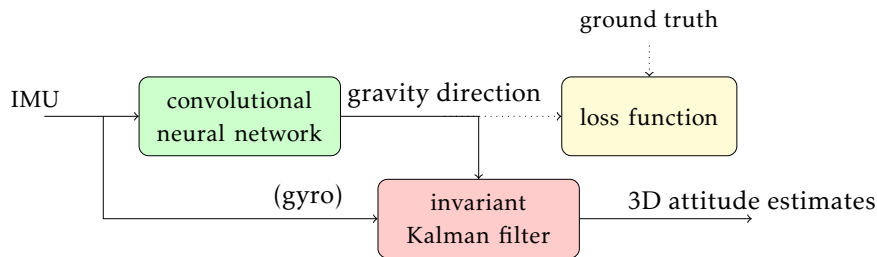 ground truth
IMU
convolutional
neural network
gravity direction
loss function
(gyro)
invariant
Kalman filter
3D attitude estimates